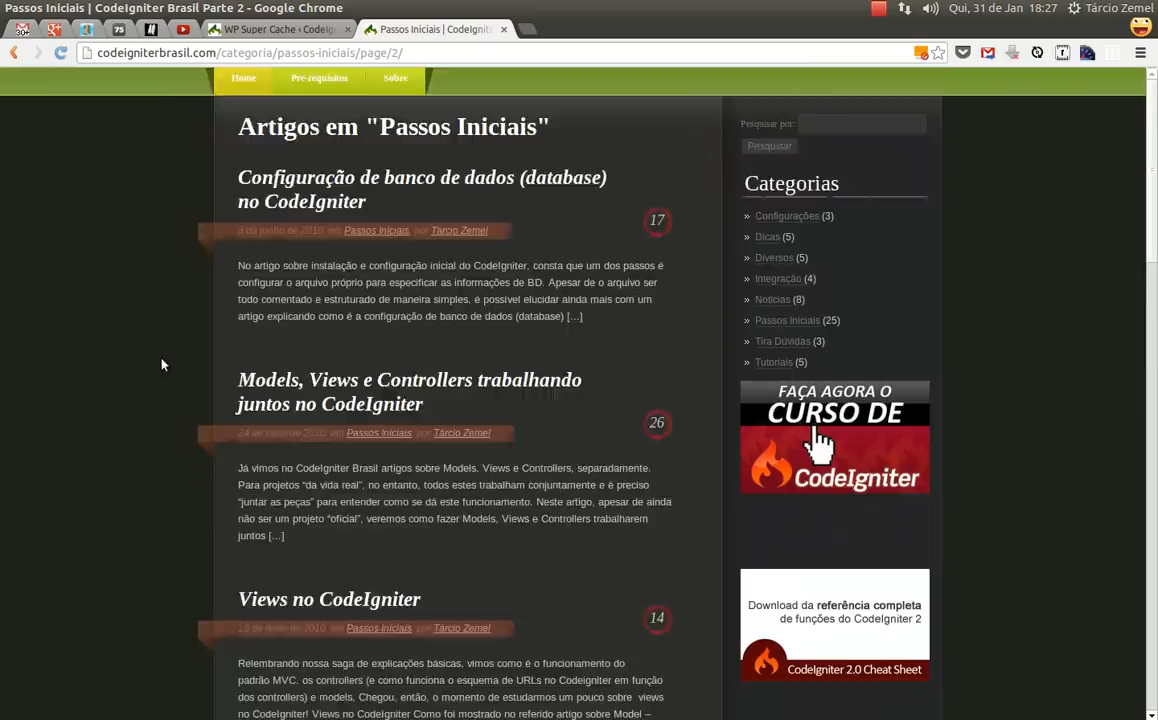 Passos Iniciais | CodeIgniter Brasil Parte 2 - Google Chrome
Qui, 31 de Jan 18:27 Tárcio Zemel
30+
75
WP Super Cache ‹ CodeIg
Passos Iniciais | CodeIgnite
codeigniterbrasil.com/categoria/passos-iniciais/page/2/
Home Pré-requisitos Sobre
Artigos em "Passos Iniciais"
Configuração de banco de dados (database)
no CodeIgniter
17
Passos Iniciais, por Tárcio Zemel
No artigo sobre instalação e configuração inicial do CodeIgniter, consta que um dos passos é
configurar o arquivo próprio para especificar as informações de BD. Apesar de o arquivo ser
todo comentado e estruturado de maneira simples, é possível elucidar ainda mais com um
artigo explicando como é a configuração de banco de dados (database) [...]
Models, Views e Controllers trabalhando
juntos no CodeIgniter
26
Passos Iniciais, por Tárcio Zemel
Já vimos no CodeIgniter Brasil artigos sobre Models, Views e Controllers, separadamente.
Para projetos “da vida real”, no entanto, todos estes trabalham conjuntamente e é preciso
“juntar as peças” para entender como se dá este funcionamento. Neste artigo, apesar de ainda
não ser um projeto “oficial”, veremos como fazer Models, Views e Controllers trabalharem
juntos [...]
Views no CodeIgniter
14
Passos Iniciais, por Tárcio Zemel
Relembrando nossa saga de explicações básicas, vimos como é o funcionamento do
padrão MVC, os controllers (e como funciona o esquema de URLs no Codeigniter em função
dos controllers) e models. Chegou, então, o momento de estudarmos um pouco sobre views
no CodeIgniter! Views no CodeIgniter Como foi mostrado no referido artigo sobre Model –
Pesquisar por:
Pesquisar
Categorias
» Configurações (3)
» Dicas (5)
» Diversos (5)
» Integração (4)
» Notícias (8)
» Passos Iniciais (25)
» Tira Dúvidas (3)
» Tutoriais (5)
FAÇA AGORA O
CURSO DE
CodeIgniter
Download da referência completa
de funções do CodeIgniter 2
CodeIgniter 2.0 Cheat Sheet